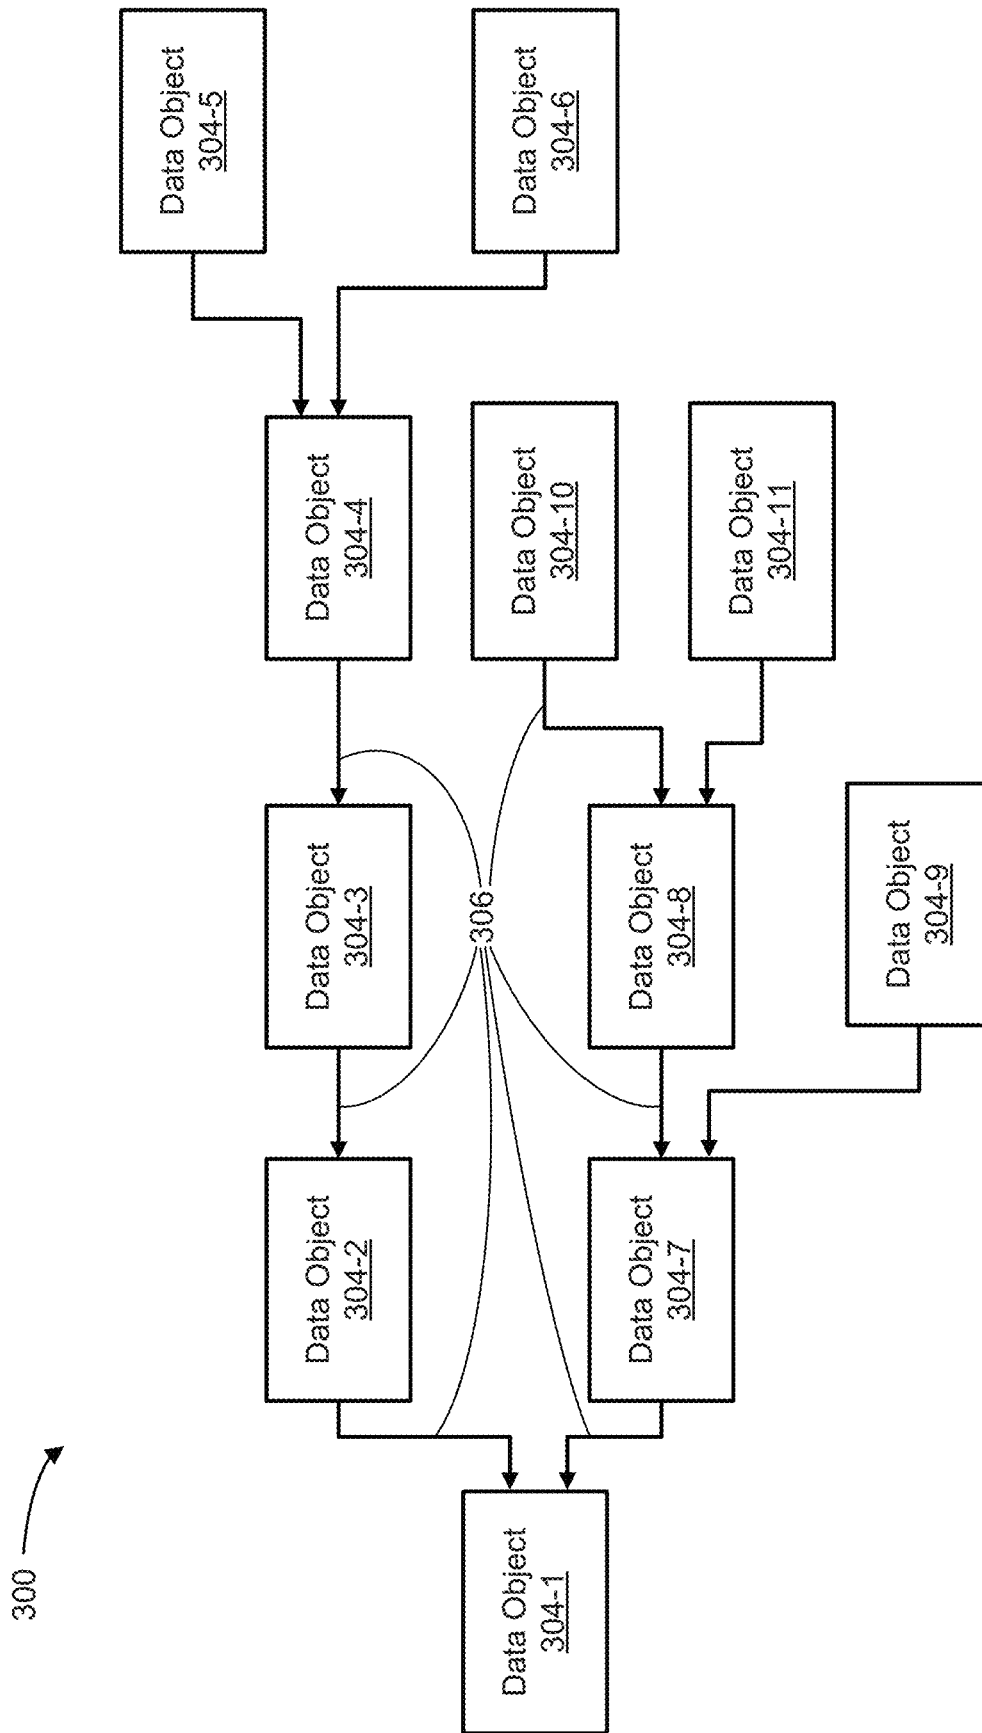 300
Data Object
304-5
Data Object
304-2
Data Object
304-3
Data Object
304-4
306
Data Object
304-1
Data Object
304-10
Data Object
304-6
Data Object
304-7
Data Object
304-8
Data Object
304-11
Data Object
304-9